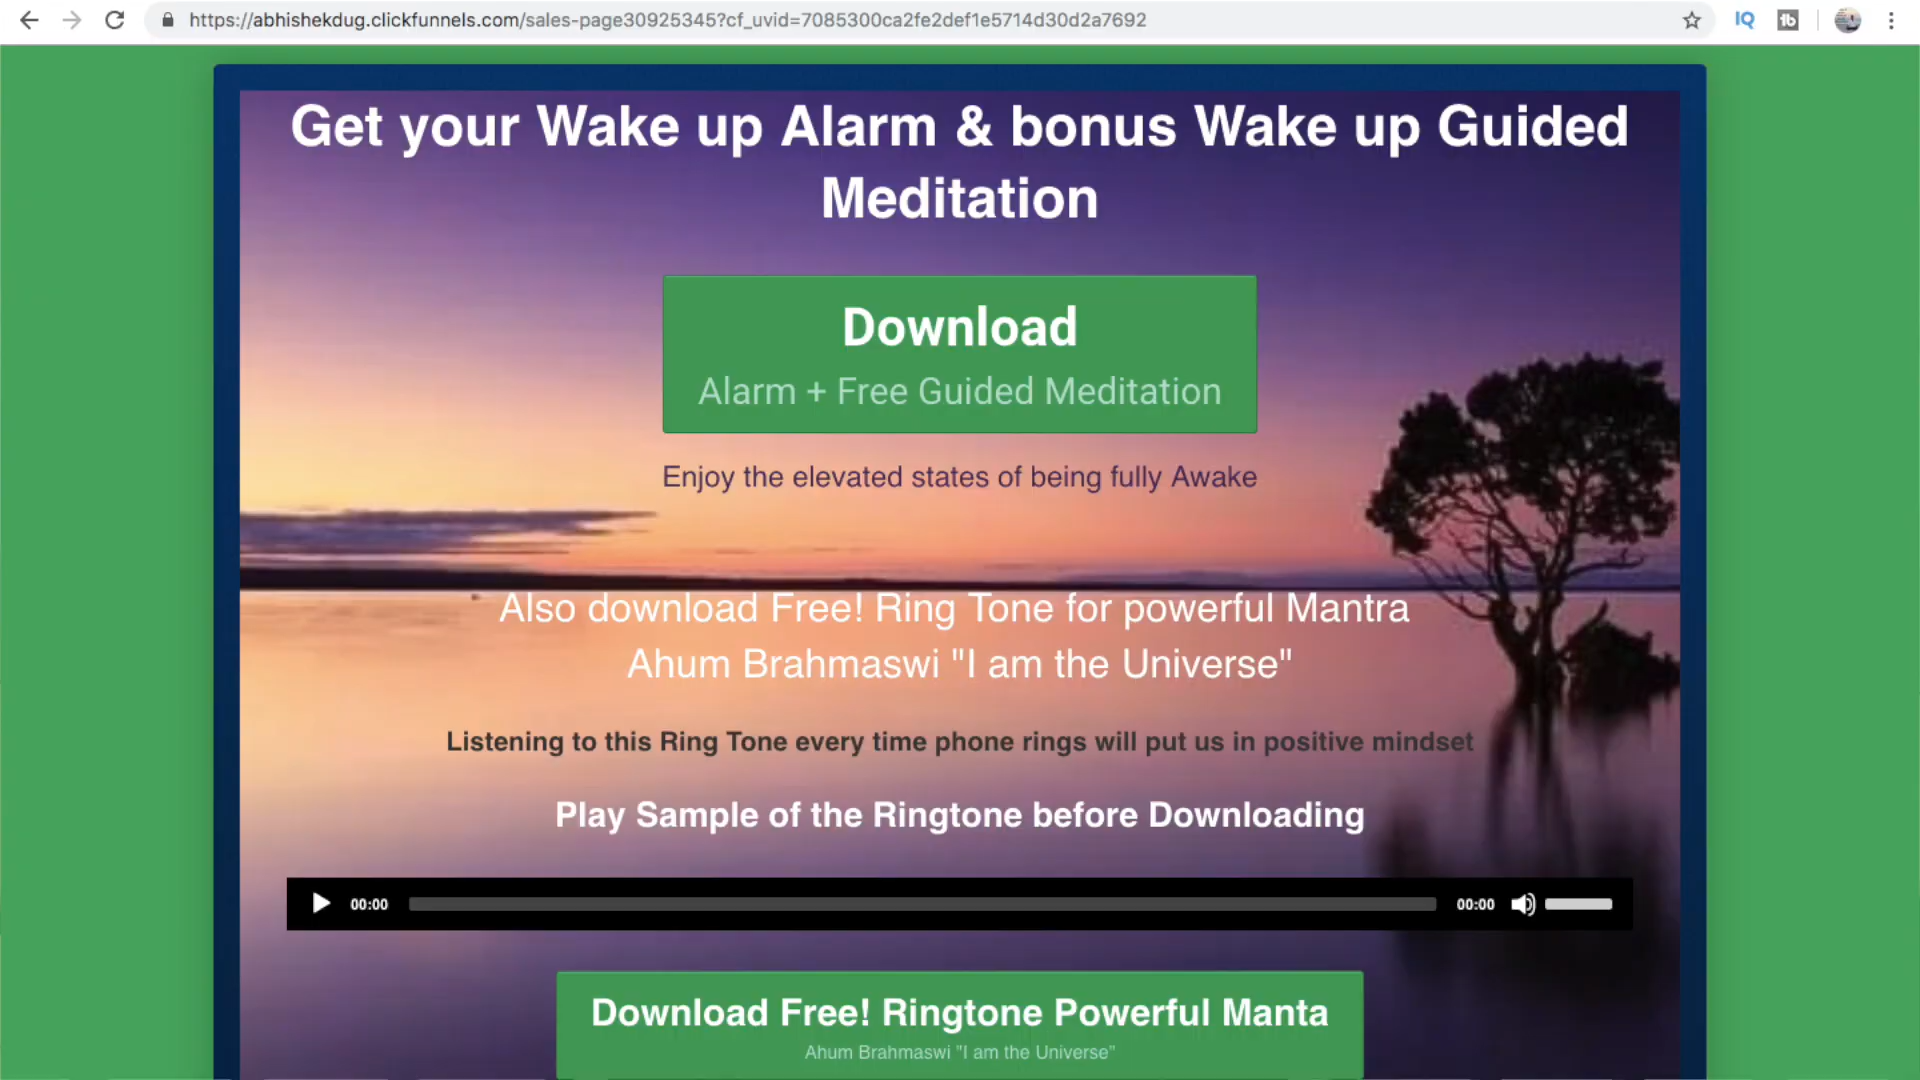 https://abhishekdug.clickfunnels.com/sales-page30925345?cf_uvid=7085300ca2fe2def1e5714d30d2a7692
IQ
Get your Wake up Alarm & bonus Wake up Guided
Meditation
Download
Alarm + Free Guided Meditation
Enjoy the elevated states of being fully Awake
Also download Free! Ring Tone for powerful Mantra
Ahum Brahmaswi "I am the Universe"
Listening to this Ring Tone every time phone rings will put us in positive mindset
Play Sample of the Ringtone before Downloading
00:00 00:00
Download Free! Ringtone Powerful Manta
Ahum Brahmaswi "I am the Universe"